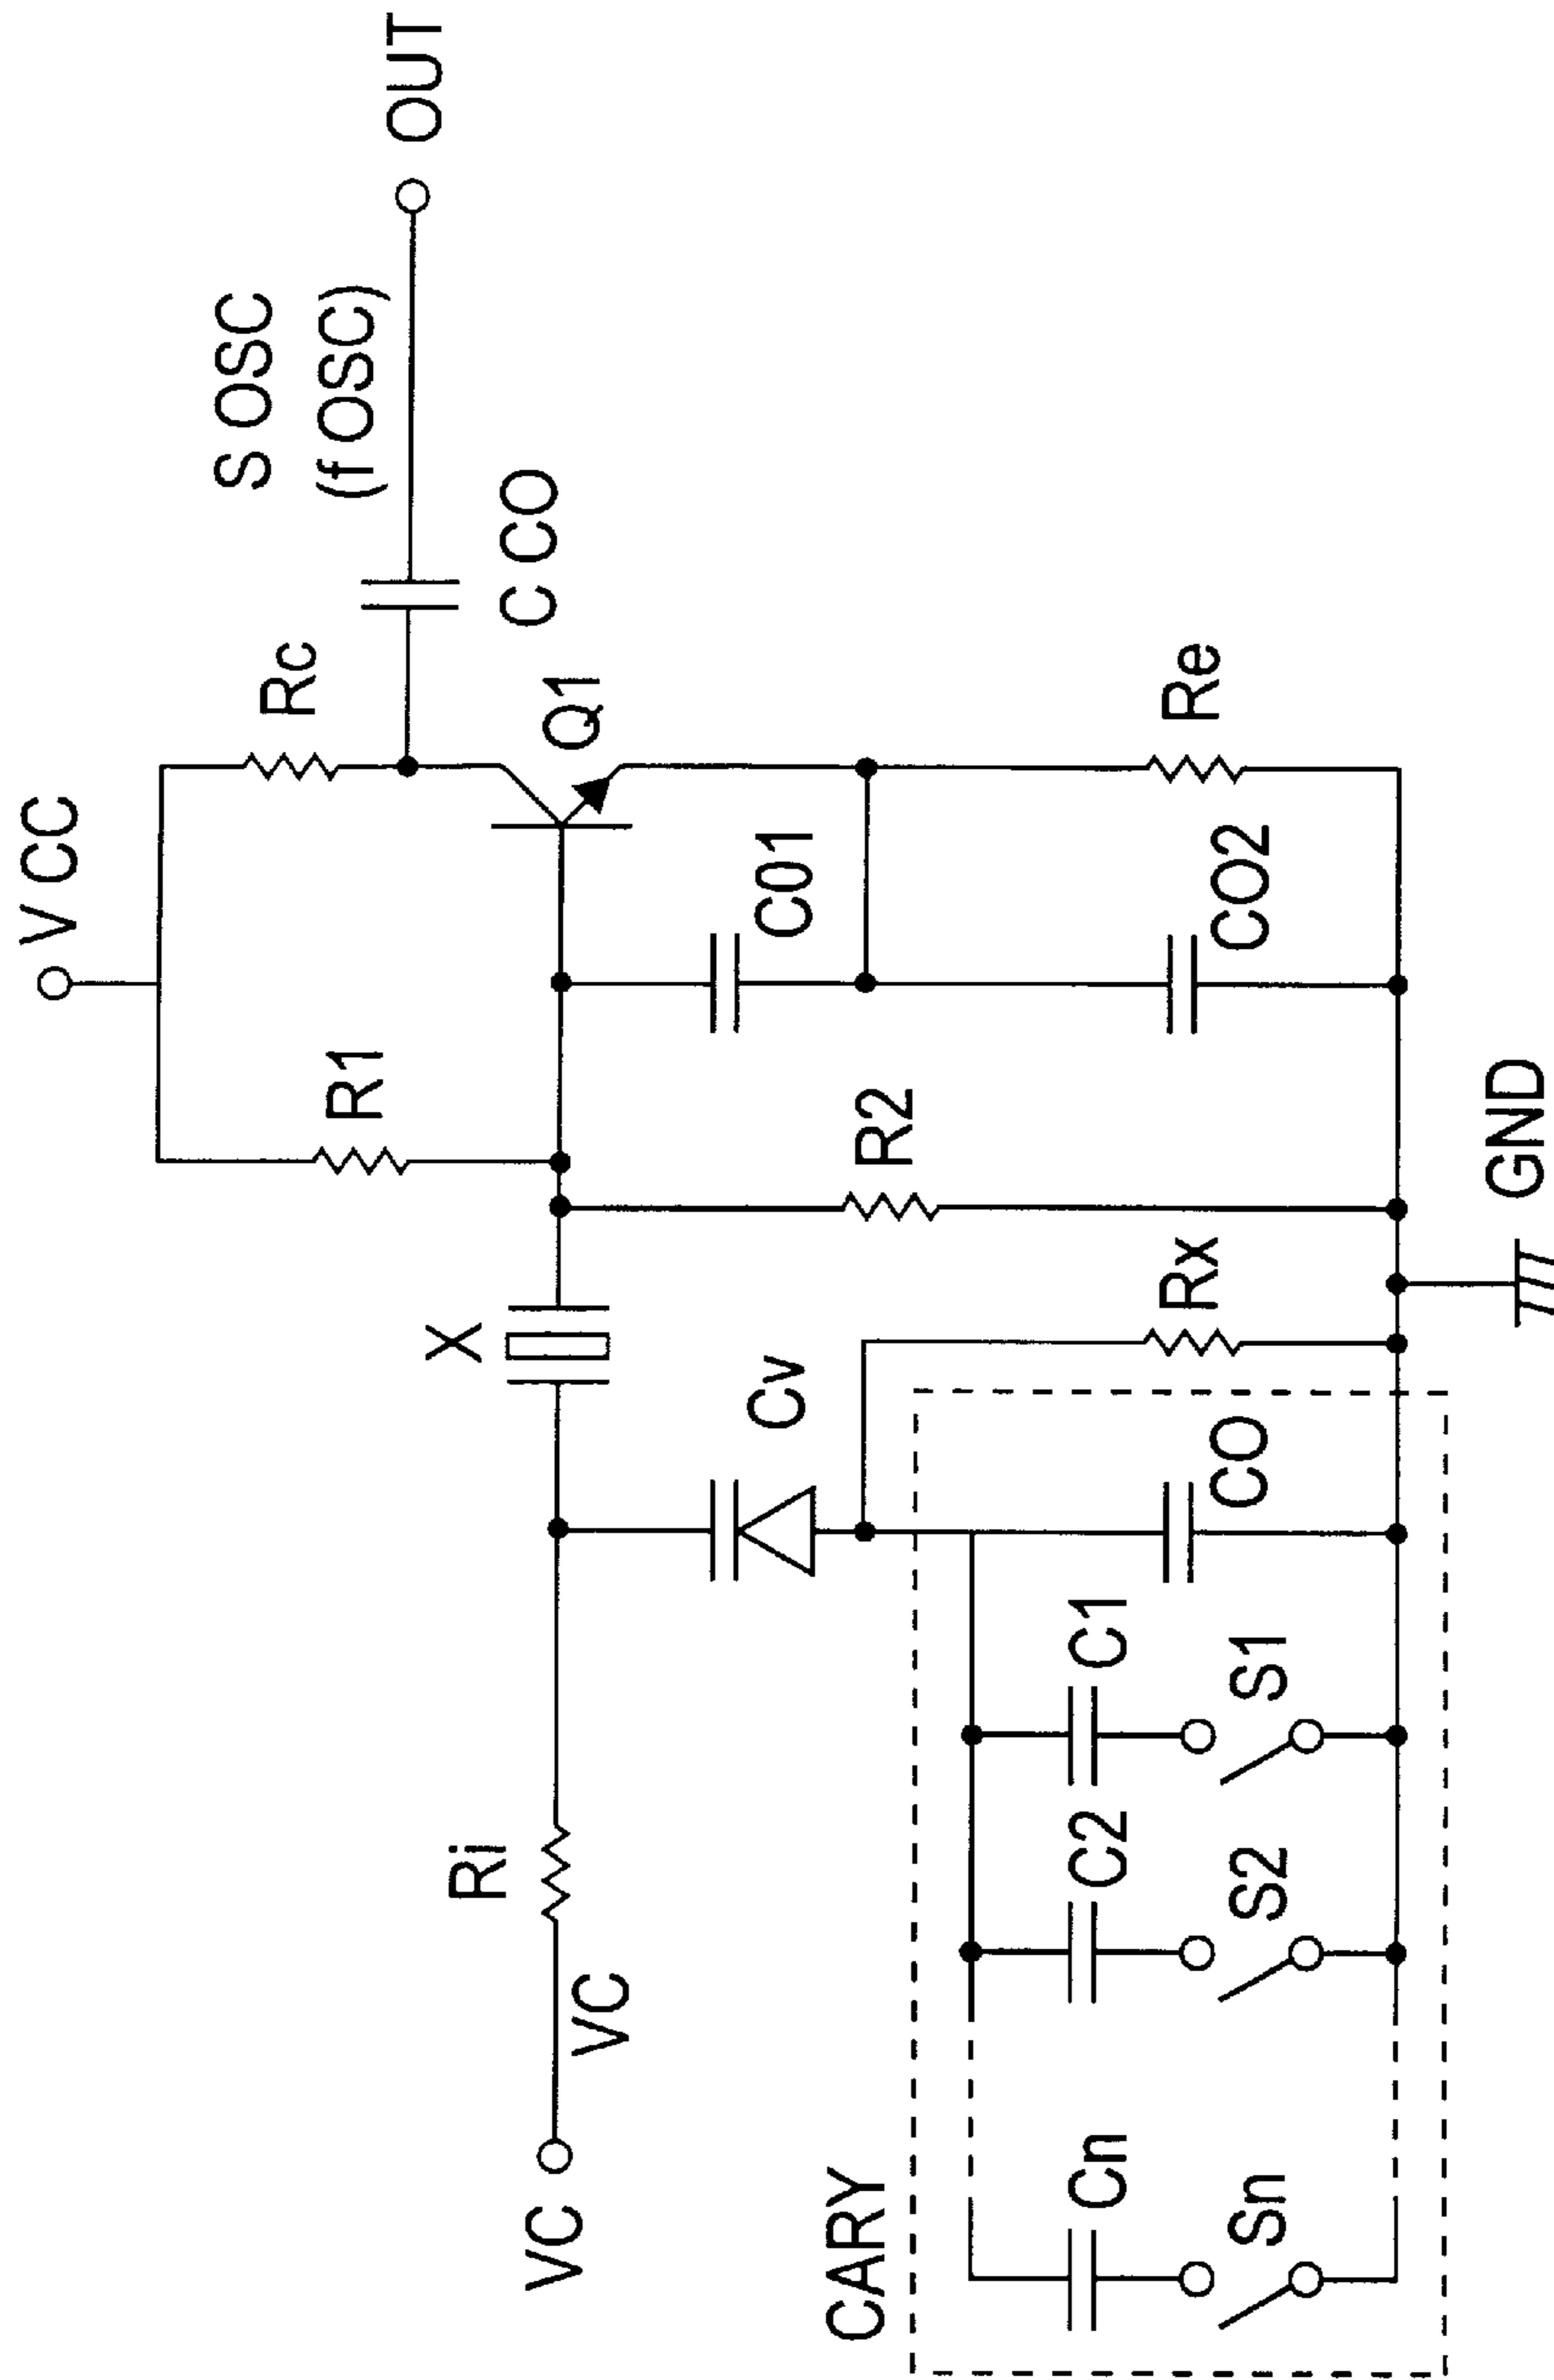 V CC
S OSC
(f OSC)
OUT
R1
Rc
C CO
X
Q1
Ri
VC
VC
Cv
C01
R2
CARY
Rx
CO2
Re
Cn
C2
C1
CO
Sn
S2
S1
GND